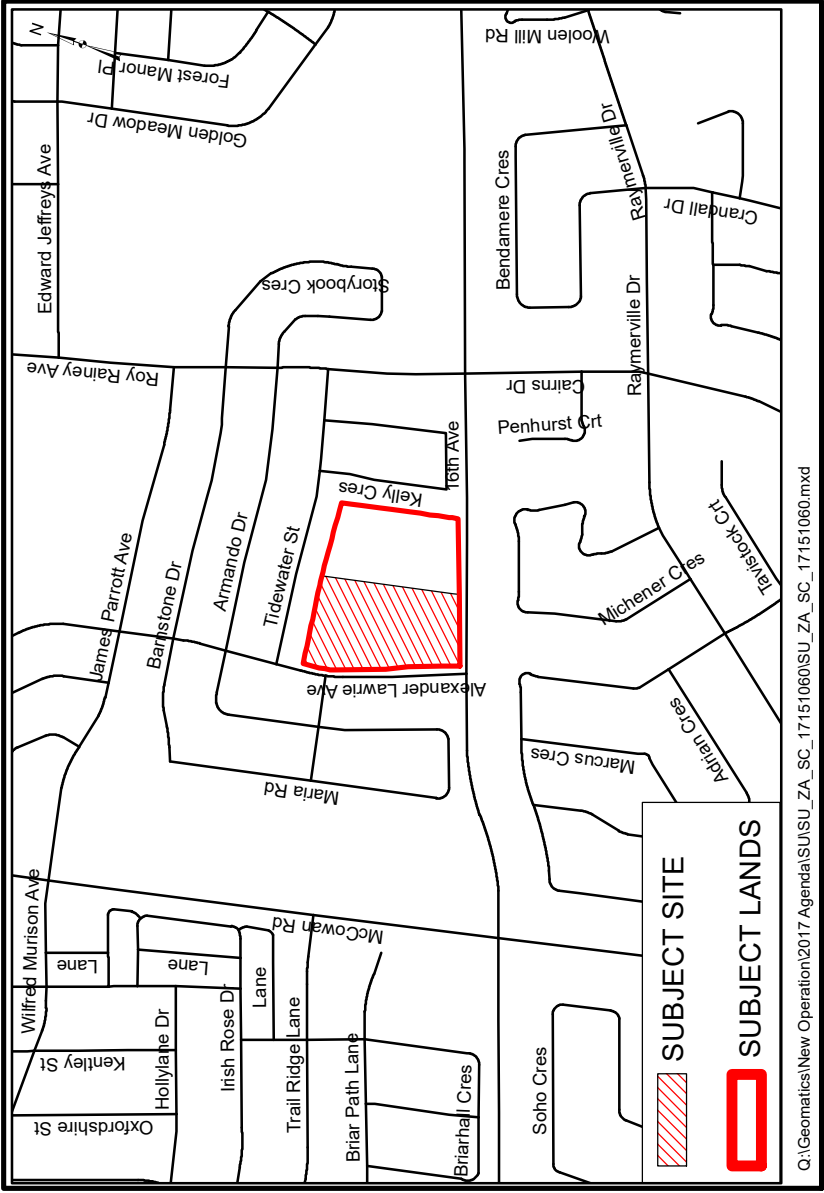 N
Forest Manor Pl
Golden Meadow Dr
Edward Jeffreys Ave
Woolen Mill Rd
Bendamere Cres
Raymerville Dr
Crandall Dr
Storybook Cres
Roy Rainey Ave
Raymerville Dr
Cairns Dr
Penhurst Crt
16th Ave
Kelly Cres
James Parrott Ave
Barnstone Dr
Armando Dr
Tidewater St
Michener Cres
Tavistock Crt
Alexander Lawrie Ave
Maria Rd
Marcus Cres
Adrian Cres
Wilfred Murison Ave
McCowan Rd
Lane
Lane
Lane
Kentley St
Hollylane Dr
Irish Rose Dr
Trail Ridge Lane
Briar Path Lane
Oxfordshire St
Briarhall Cres
Soho Cres
SUBJECT SITE
SUBJECT LANDS
Q:\Geomatics\New Operation\2017 Agenda\SU\SU_ZA_SC_17151060\SU_ZA_SC_17151060.mxd